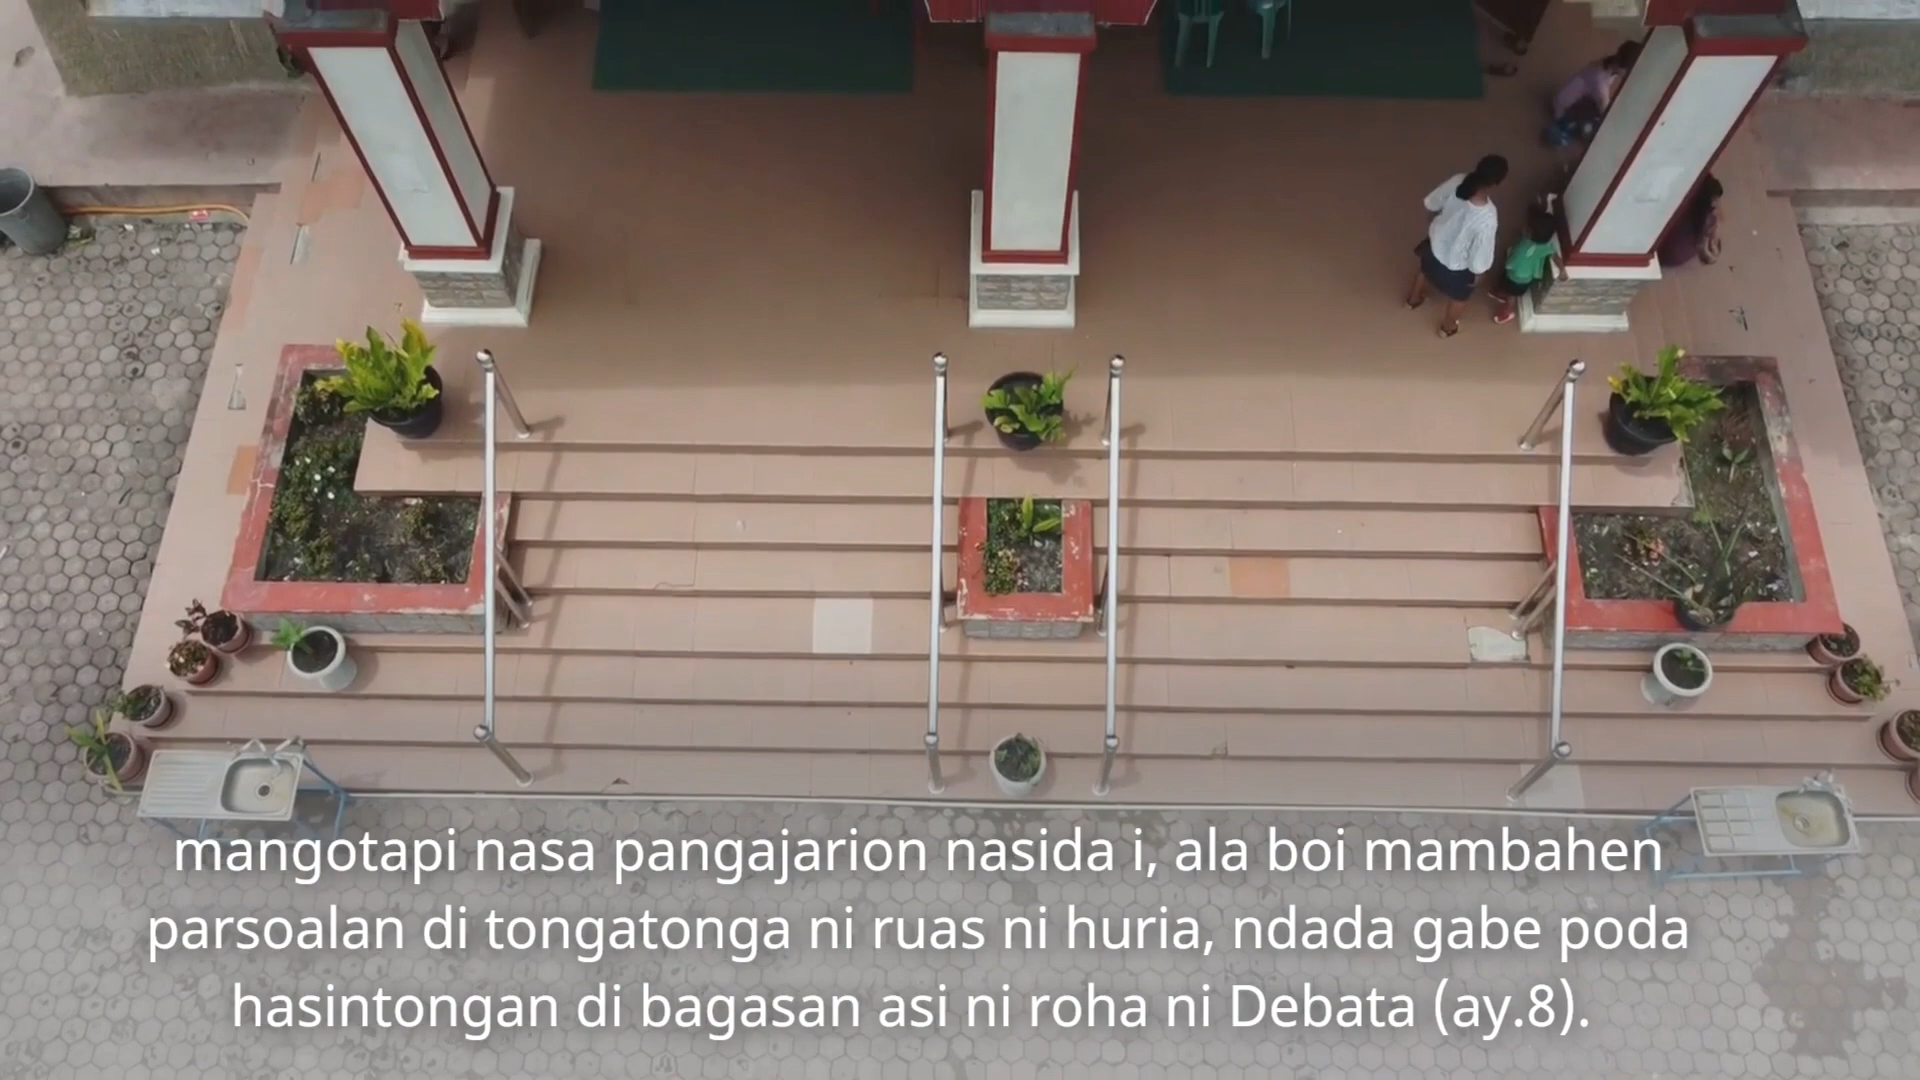 mangotapi nasa pangajarion nasida i, ala boi mambahen
parsoalan di tongatonga ni ruas ni huria, ndada gabe poda
hasintongan di bagasan asi ni roha ni Debata (ay.8).